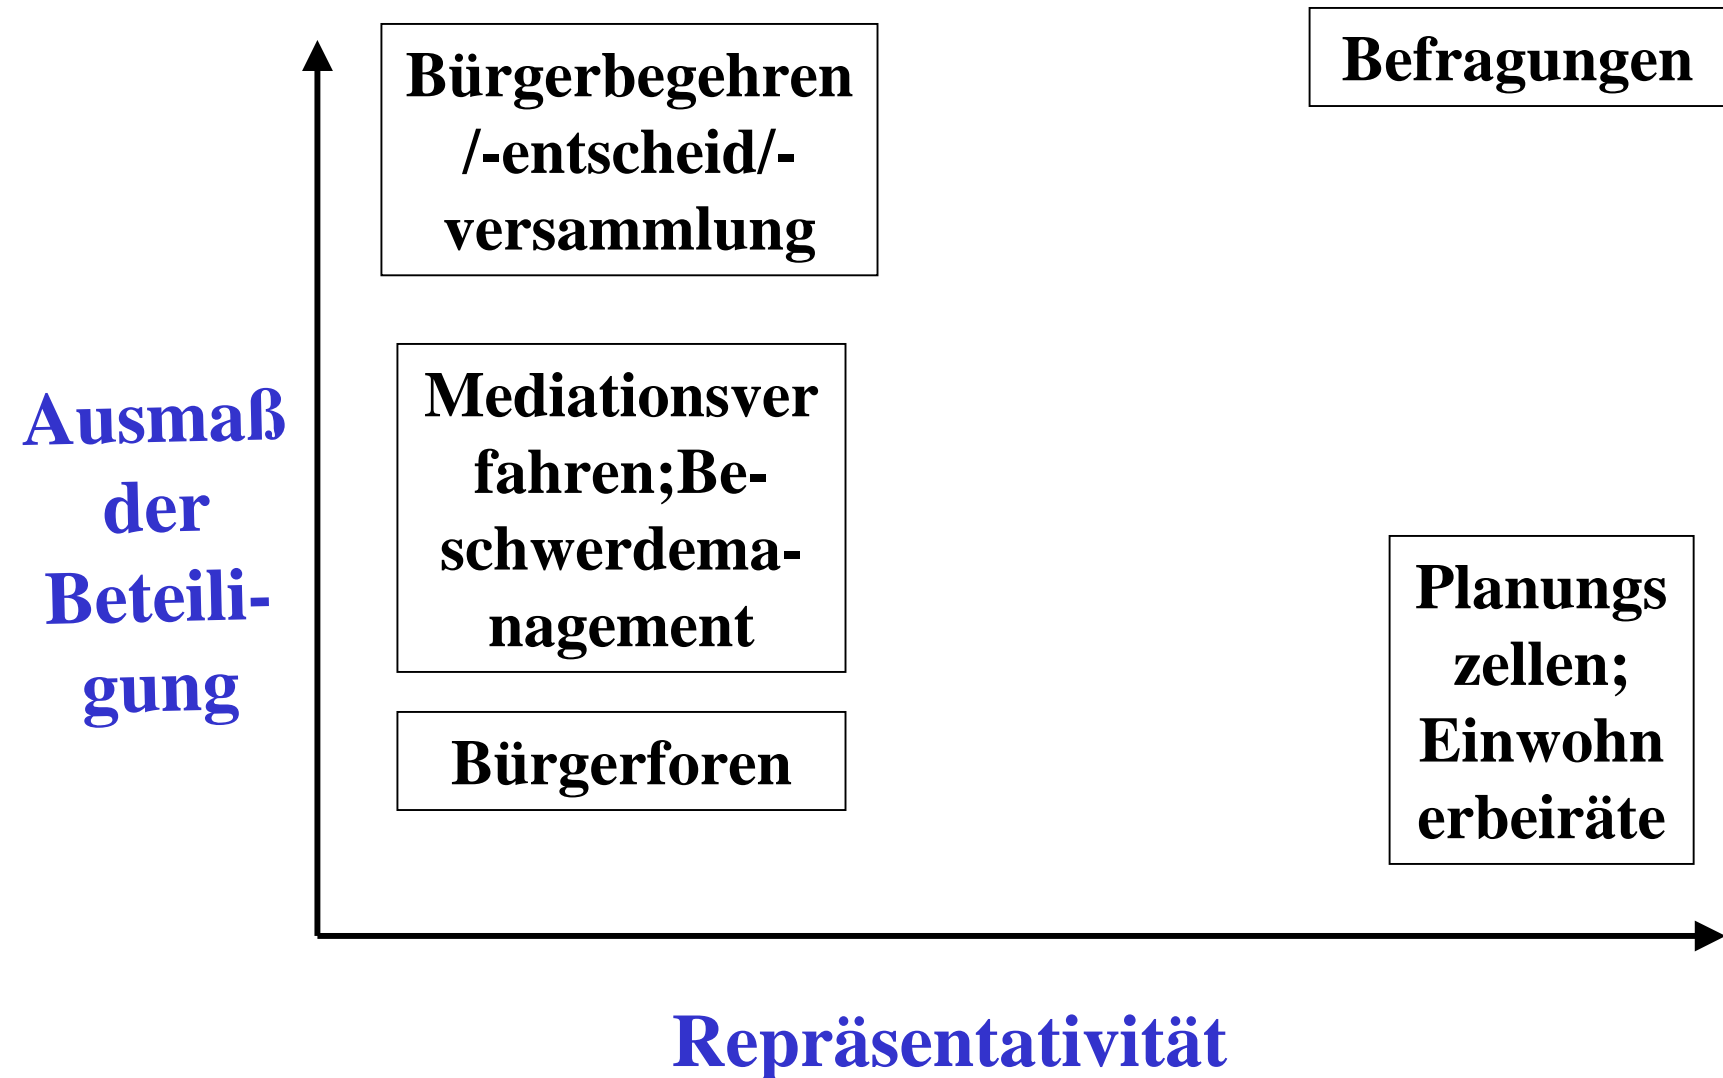 Bürgerbegehren
/-entscheid/-
versammlung
Befragungen
Mediationsver
fahren;Be-
schwerdema-
nagement
Ausmaß
der
Beteili-
gung
Planungs
zellen;
Einwohn
erbeiräte
Bürgerforen
Repräsentativität